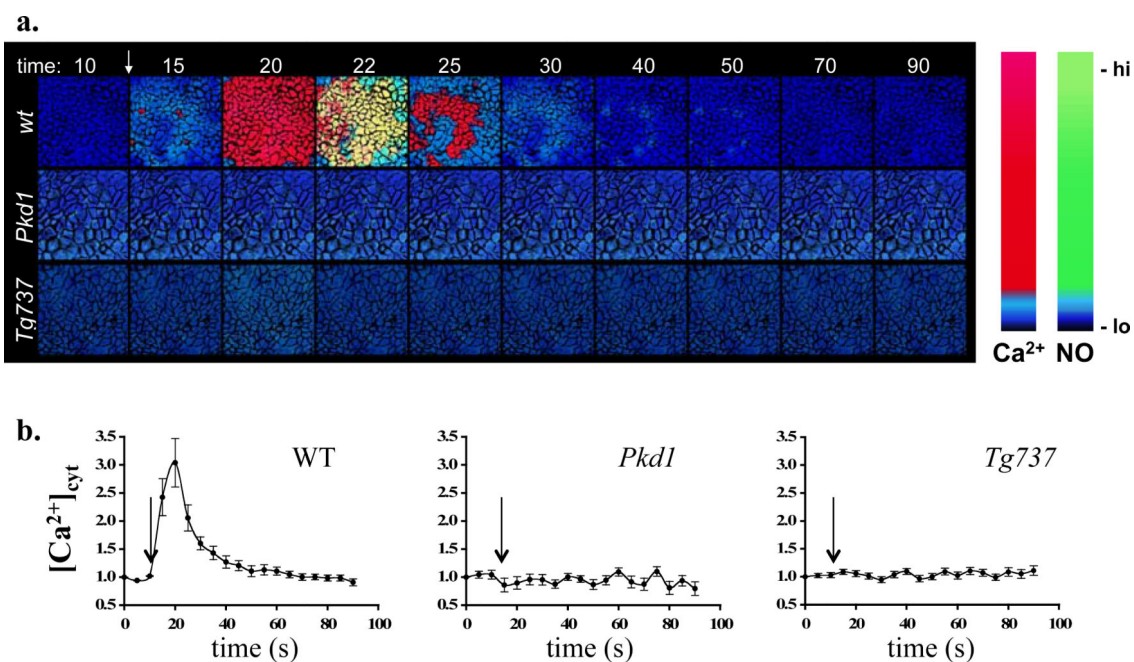 a.
time: 10 15 20 22 25 30 40 50 70 90
wt
Pkd1
Tg737
- hi
- lo
Ca²⁺ NO
b.
WT
Pkd1
Tg737
[Ca²⁺]cyt
3.5 3.5 3.5
3.0 3.0 3.0
2.5 2.5 2.5
2.0 2.0 2.0
1.5 1.5 1.5
1.0 1.0 1.0
0.5 0.5 0.5
0 20 40 60 80 100 0 20 40 60 80 100 0 20 40 60 80 100
time (s) time (s) time (s)